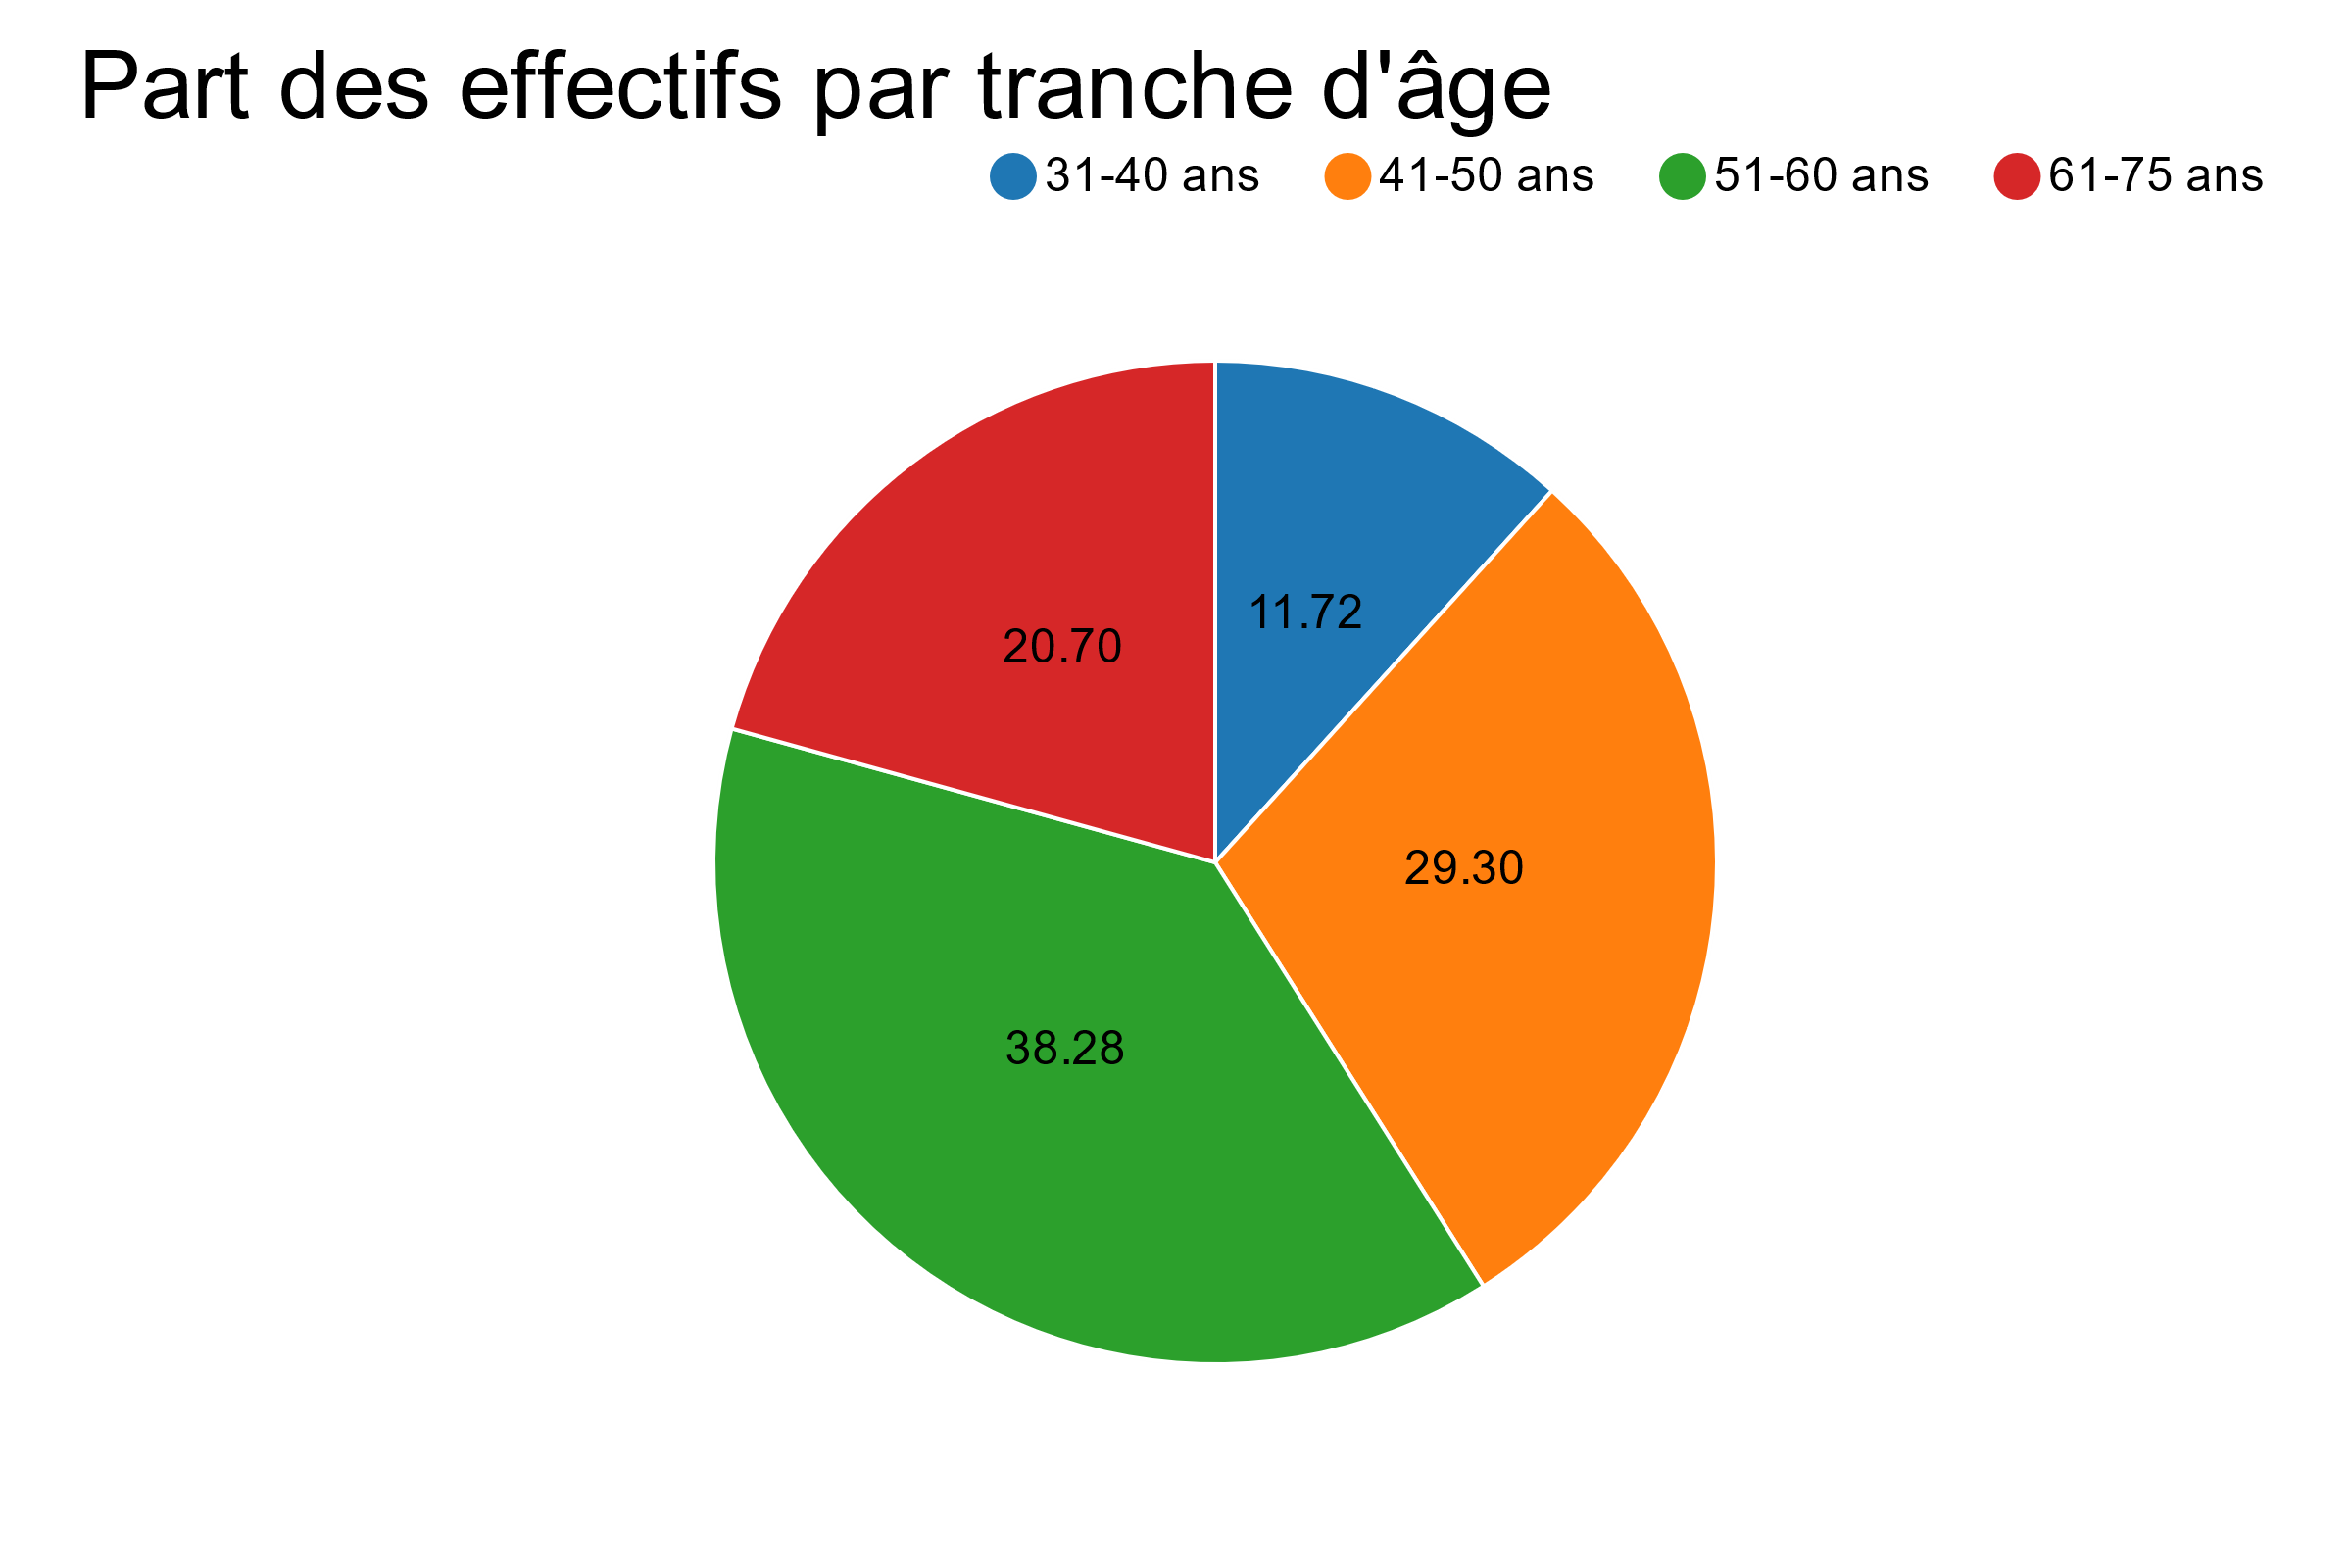 Part des effectifs par tranche d'âge
31-40 ans 41-50 ans 51-60 ans 61-75 ans
11.72
20.70
29.30
38.28